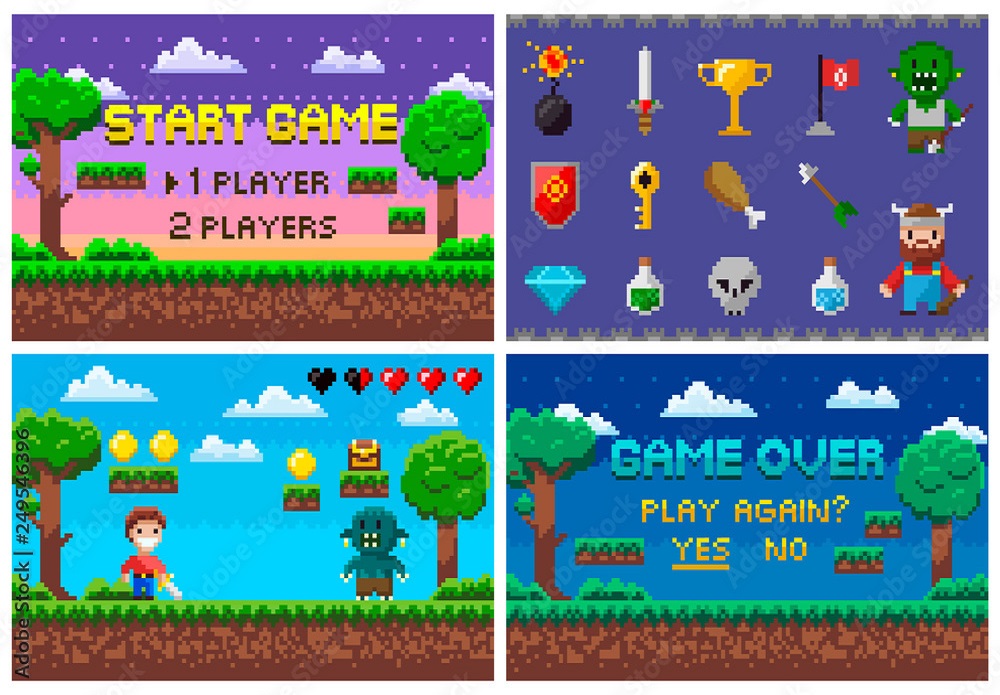 START GAME
1 PLAYER
2 PLAYERS
GAME OVER
PLAY AGAIN?
YES NO
Adobe Stock | #249546396